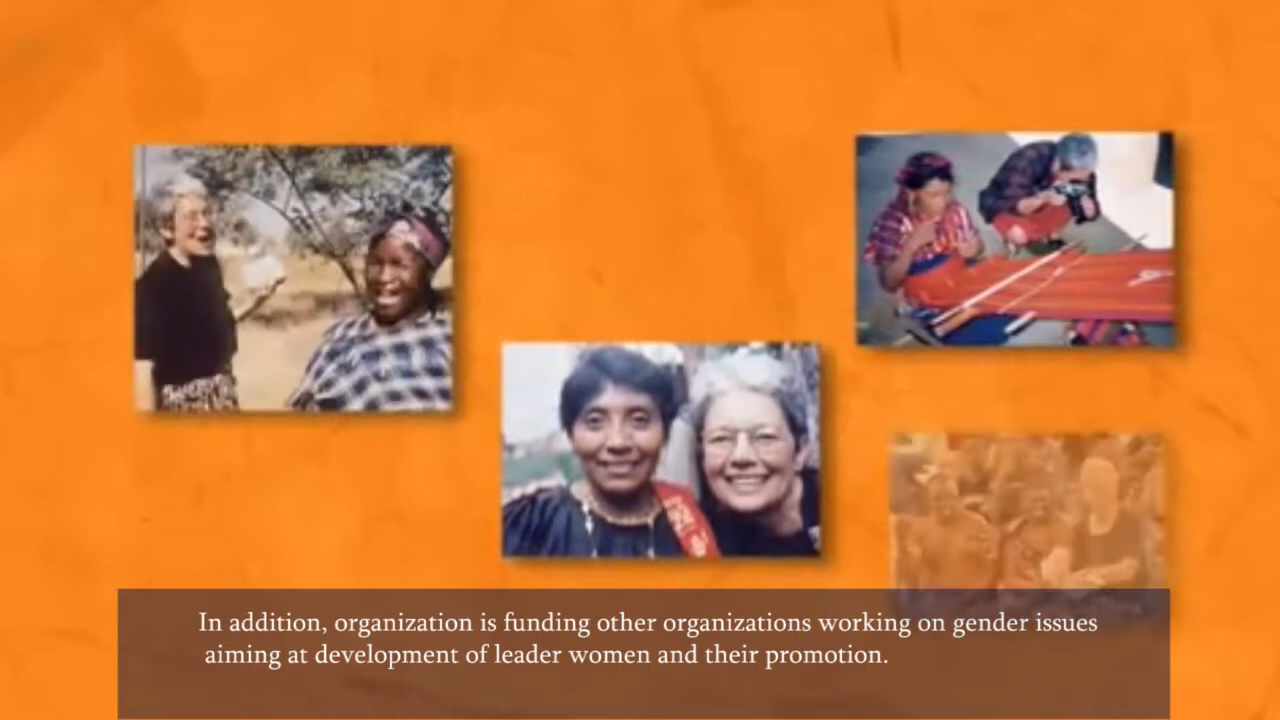 In addition, organization is funding other organizations working on gender issues
aiming at development of leader women and their promotion.